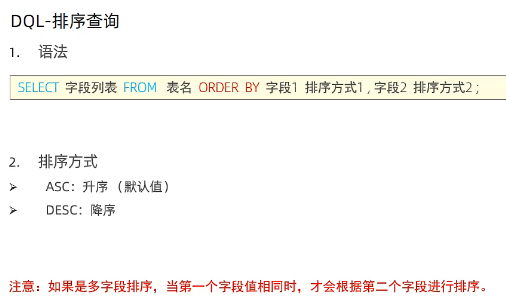 DQL-排序查询
1. 语法
SELECT 字段列表 FROM 表名 ORDER BY 字段1 排序方式1 , 字段2 排序方式2 ;
2. 排序方式
➢ ASC：升序（默认值）
➢ DESC：降序
注意：如果是多字段排序，当第一个字段值相同时，才会根据第二个字段进行排序。